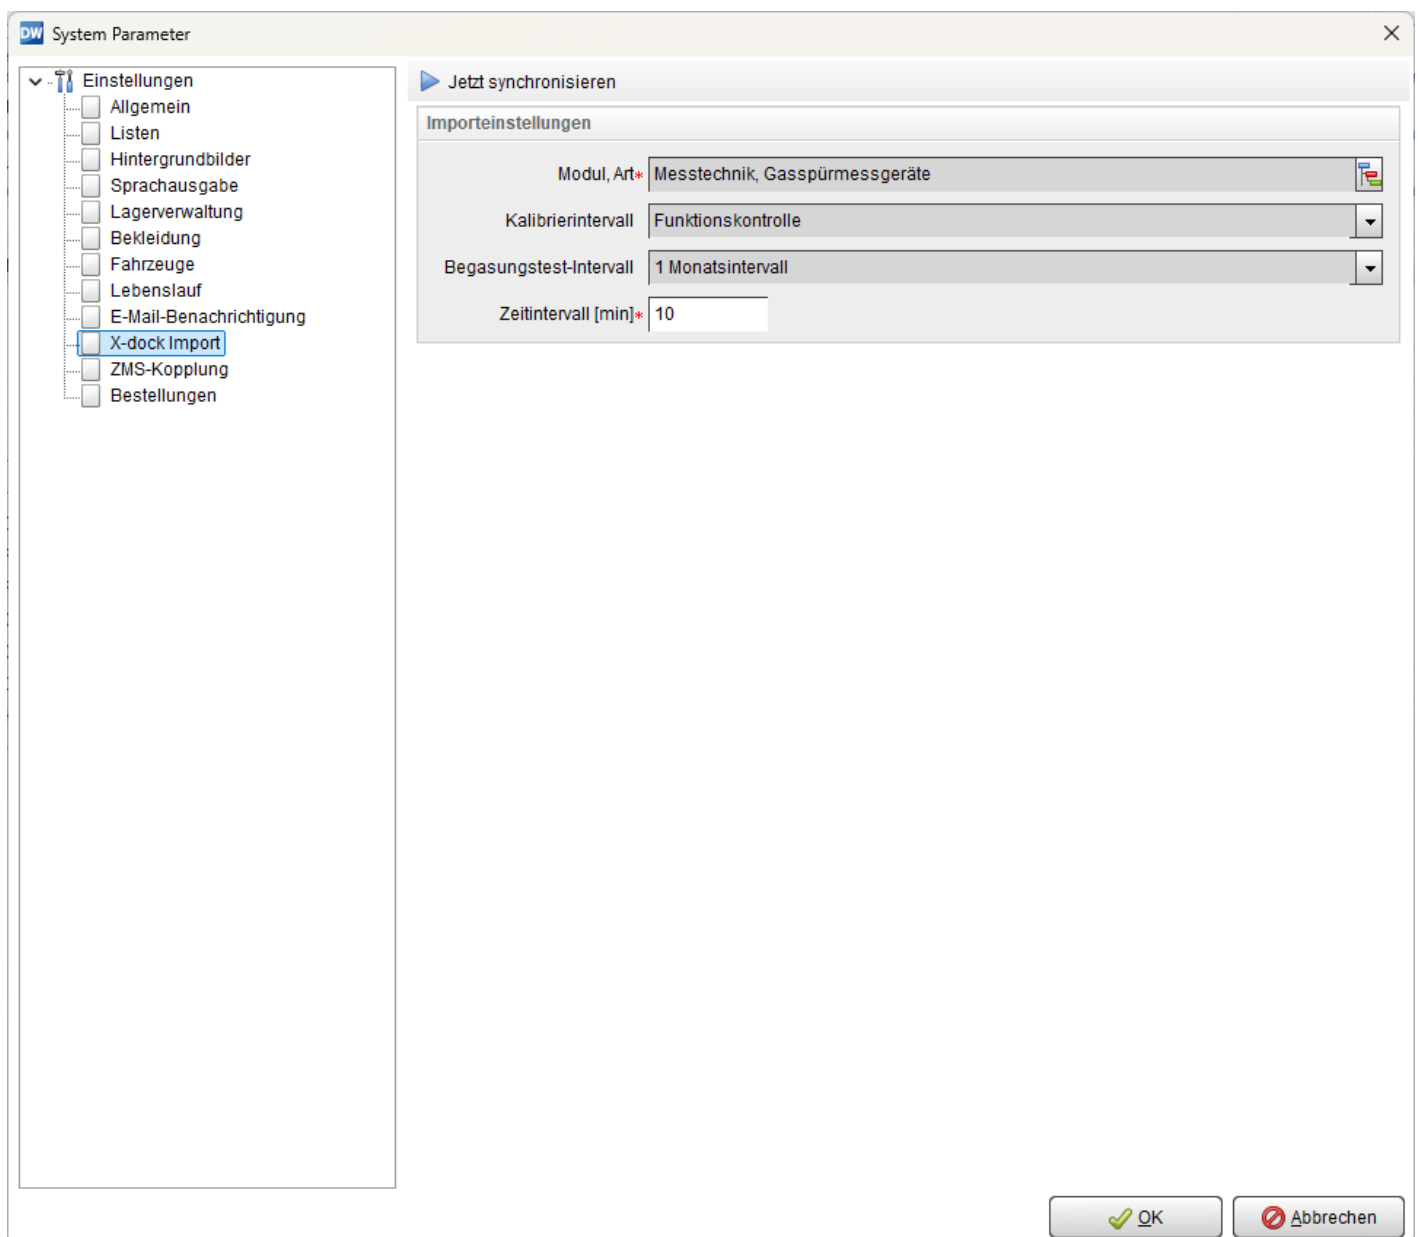 DW System Parameter
Einstellungen
Allgemein
Listen
Hintergrundbilder
Sprachausgabe
Lagerverwaltung
Bekleidung
Fahrzeuge
Lebenslauf
E-Mail-Benachrichtigung
X-dock Import
ZMS-Kopplung
Bestellungen
Jetzt synchronisieren
Importeinstellungen
Modul, Art* Messtechnik, Gasspürmessgeräte
Kalibrierintervall Funktionskontrolle
Begasungstest-Intervall 1 Monatsintervall
Zeitintervall [min]* 10
OK Abbrechen